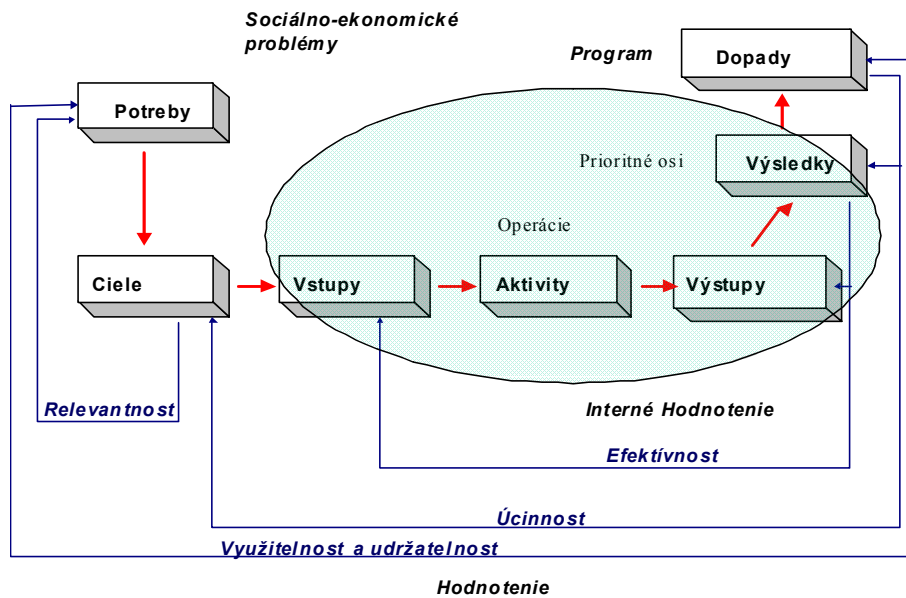 Sociálno-ekonomické
problémy
Program
Dopady
Potreby
Prioritné osi
Výsledky
Operácie
Ciele
Vstupy
Aktivity
Výstupy
Relevantnost
Interné Hodnotenie
Efektívnost
Úcinnost
Využitelnost a udržatelnost
Hodnotenie